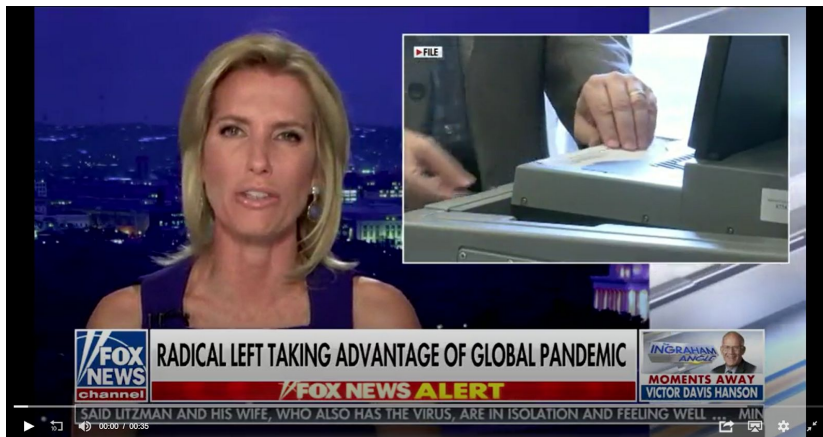 FILE
FOX
NEWS
channel
RADICAL LEFT TAKING ADVANTAGE OF GLOBAL PANDEMIC
FOX NEWS ALERT
INGRAHAM
ANGLE
MOMENTS AWAY
VICTOR DAVIS HANSON
SAID LITZMAN AND HIS WIFE, WHO ALSO HAS THE VIRUS, ARE IN ISOLATION AND FEELING WELL ... MIN
10
00:00 / 00:35